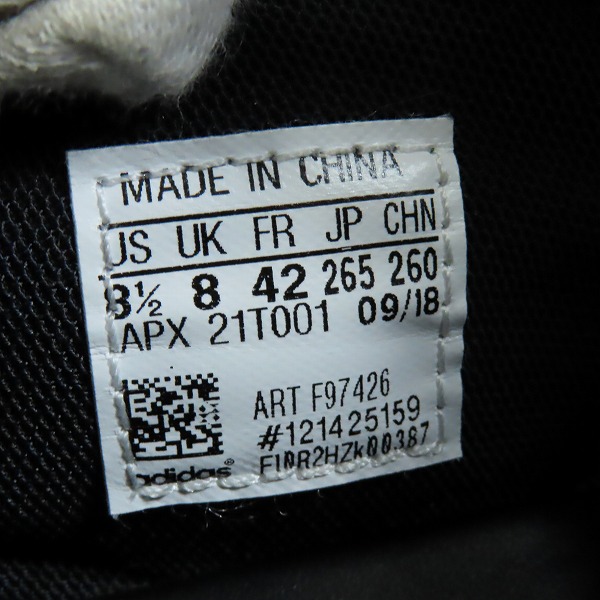 MADE IN CHINA
US UK FR JP CHN
8½ 8 42 265 260
APX 21T001 09/18
ART F97426
#121425159
adidas®